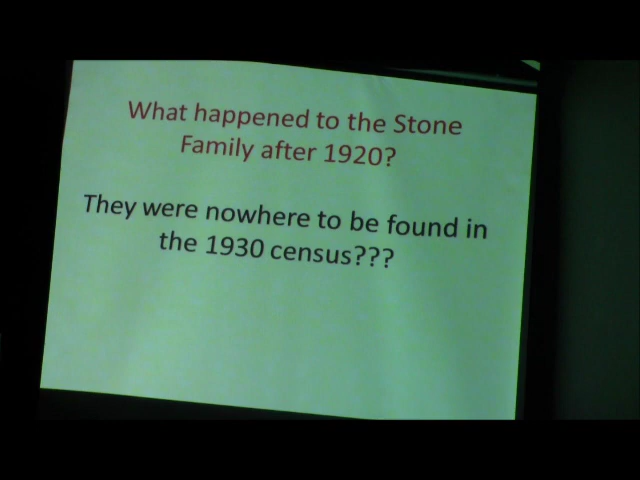 What happened to the Stone
Family after 1920?
They were nowhere to be found in
the 1930 census???